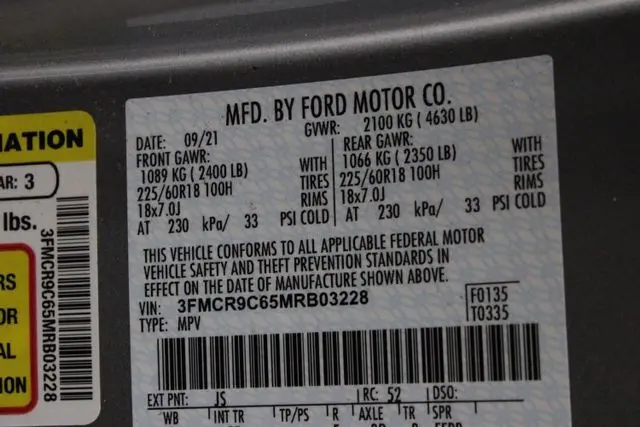 MATION
AR: 3
lbs.
3FMCR9C65MRB03228
RS
OR
AL
ION
MFD. BY FORD MOTOR CO.
DATE: 09/21 GVWR: 2100 KG ( 4630 LB)
FRONT GAWR: REAR GAWR:
1089 KG ( 2400 LB) WITH 1066 KG ( 2350 LB) WITH
225/60R18 100H TIRES 225/60R18 100H TIRES
18x7.0J RIMS 18x7.0J RIMS
AT 230 kPa/ 33 PSI COLD AT 230 kPa/ 33 PSI COLD
THIS VEHICLE CONFORMS TO ALL APPLICABLE FEDERAL MOTOR
VEHICLE SAFETY AND THEFT PREVENTION STANDARDS IN
EFFECT ON THE DATE OF MANUFACTURE SHOWN ABOVE.
VIN: 3FMCR9C65MRB03228 F0135
TYPE: MPV T0335
EXT PNT: JS RC: 52 DSO:
WB INT TR TP/PS R AXLE TR SPR